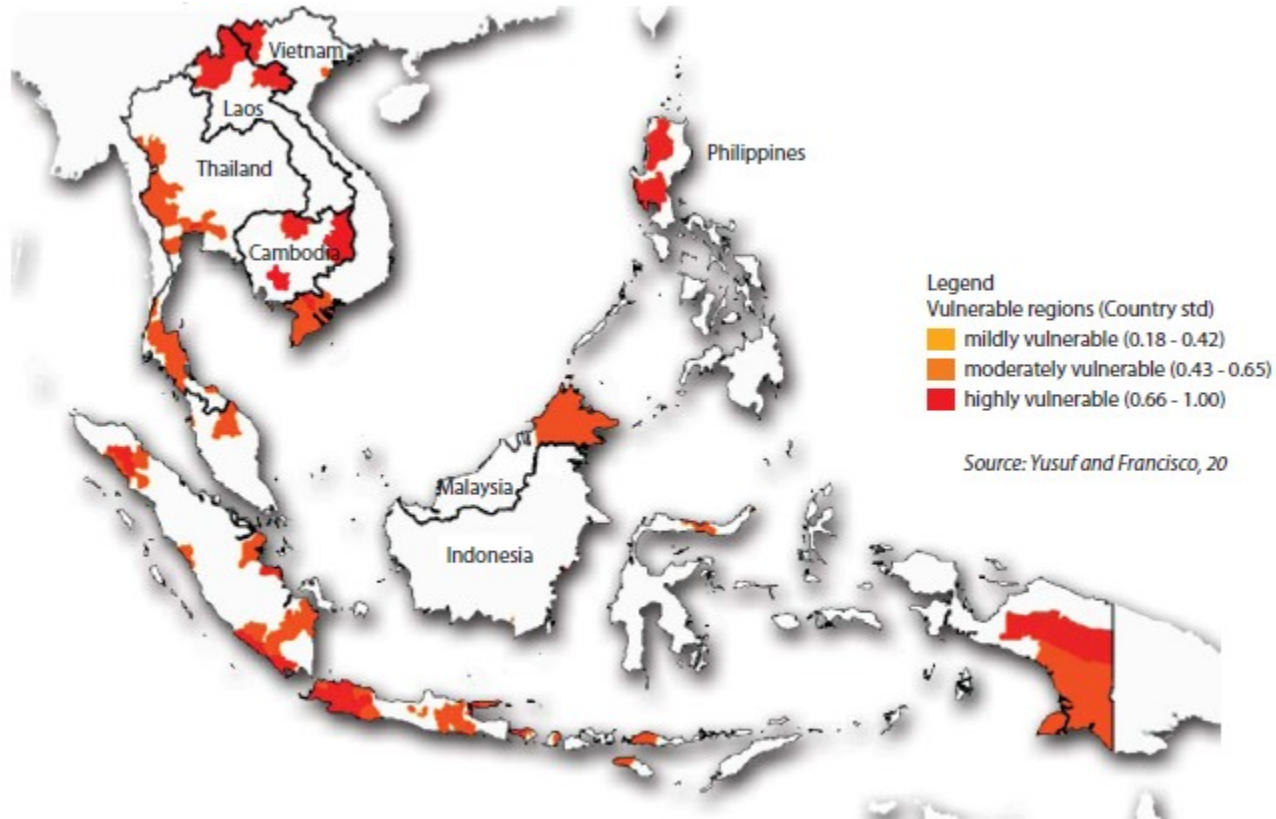 Vietnam
Laos
Thailand
Philippines
Cambodia
Legend
Vulnerable regions (Country std)
mildly vulnerable (0.18 - 0.42)
moderately vulnerable (0.43 - 0.65)
highly vulnerable (0.66 - 1.00)
Source: Yusuf and Francisco, 20
Malaysia
Indonesia